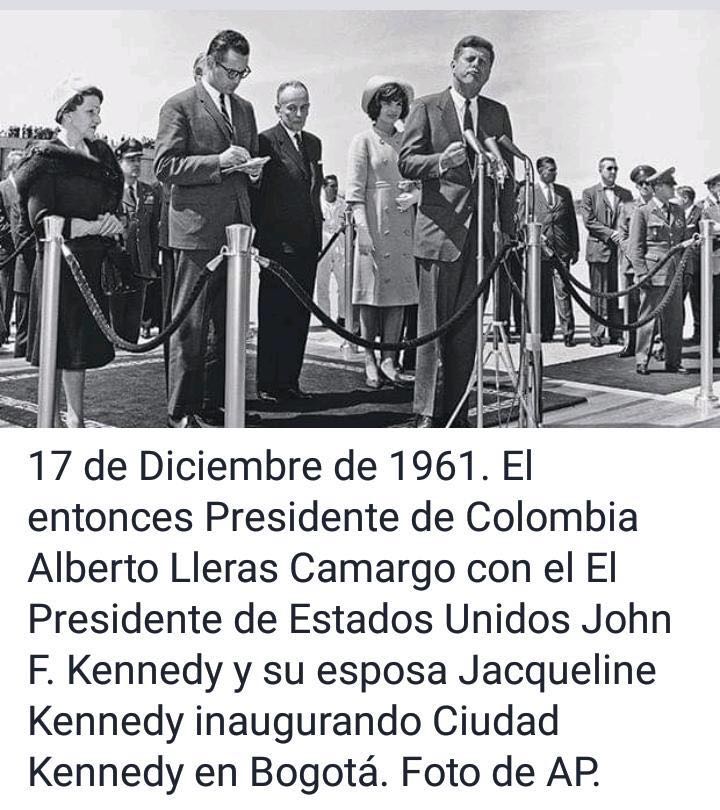 17 de Diciembre de 1961. El
entonces Presidente de Colombia
Alberto Lleras Camargo con el El
Presidente de Estados Unidos John
F. Kennedy y su esposa Jacqueline
Kennedy inaugurando Ciudad
Kennedy en Bogotá. Foto de AP.